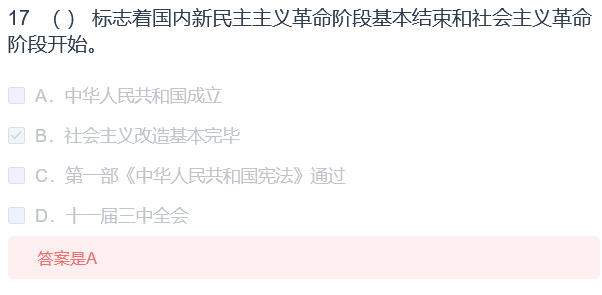 17 （ ） 标志着国内新民主主义革命阶段基本结束和社会主义革命
阶段开始。
A．中华人民共和国成立
B．社会主义改造基本完毕
C．第一部《中华人民共和国宪法》通过
D．十一届三中全会
答案是A